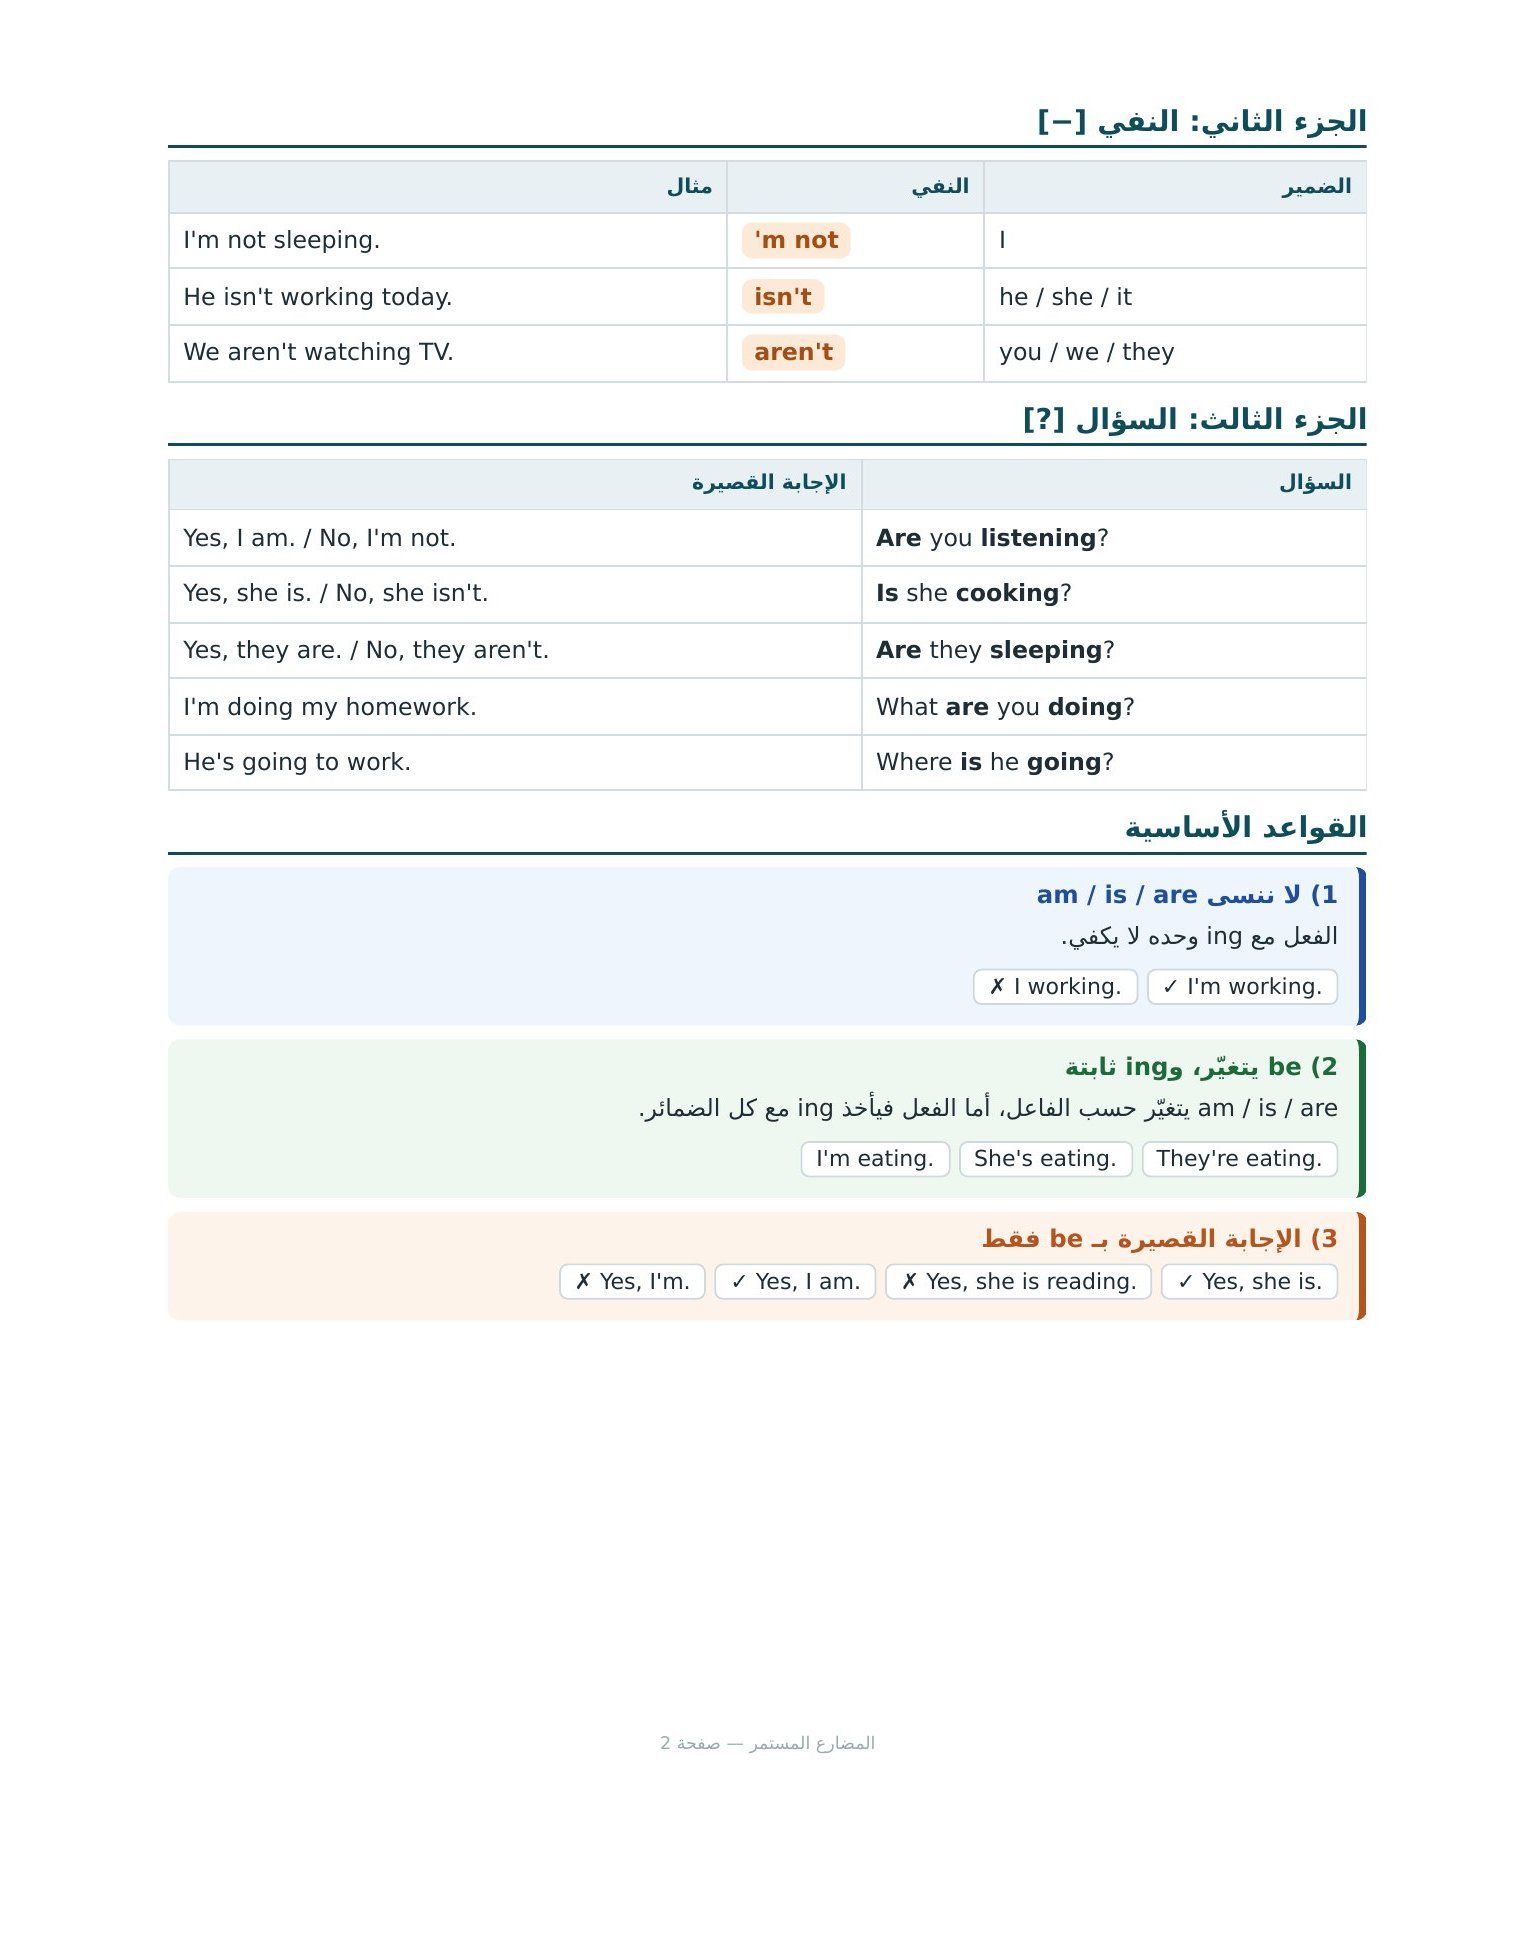 الجزء الثاني: النفي [−]
الضمير النفي مثال
I 'm not I'm not sleeping.
he / she / it isn't He isn't working today.
you / we / they aren't We aren't watching TV.
الجزء الثالث: السؤال [?]
السؤال الإجابة القصيرة
Are you listening? Yes, I am. / No, I'm not.
Is she cooking? Yes, she is. / No, she isn't.
Are they sleeping? Yes, they are. / No, they aren't.
What are you doing? I'm doing my homework.
Where is he going? He's going to work.
القواعد الأساسية
1) لا ننسى am / is / are
الفعل مع ing وحده لا يكفي.
✓ I'm working. ✗ I working.
2) be يتغيّر، وing ثابتة
am / is / are يتغيّر حسب الفاعل، أما الفعل فيأخذ ing مع كل الضمائر.
They're eating. She's eating. I'm eating.
3) الإجابة القصيرة بـ be فقط
✓ Yes, she is. ✗ Yes, she is reading. ✓ Yes, I am. ✗ Yes, I'm.
المضارع المستمر — صفحة 2